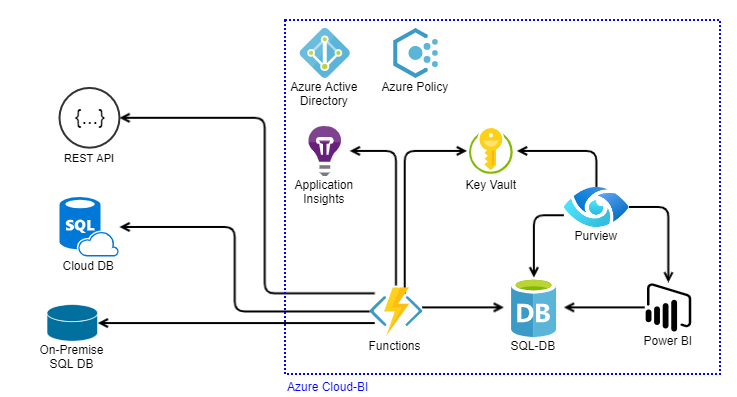 Azure Active
Directory
Azure Policy
{...}
REST API
Application
Insights
Key Vault
SQL
Cloud DB
Purview
On-Premise
SQL DB
Functions
DB
SQL-DB
Power BI
Azure Cloud-BI